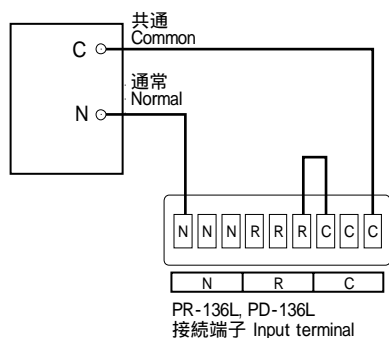 共通
C Common
通常
N Normal
N N N R R R C C C
N R C
PR-136L, PD-136L
接続端子 Input terminal